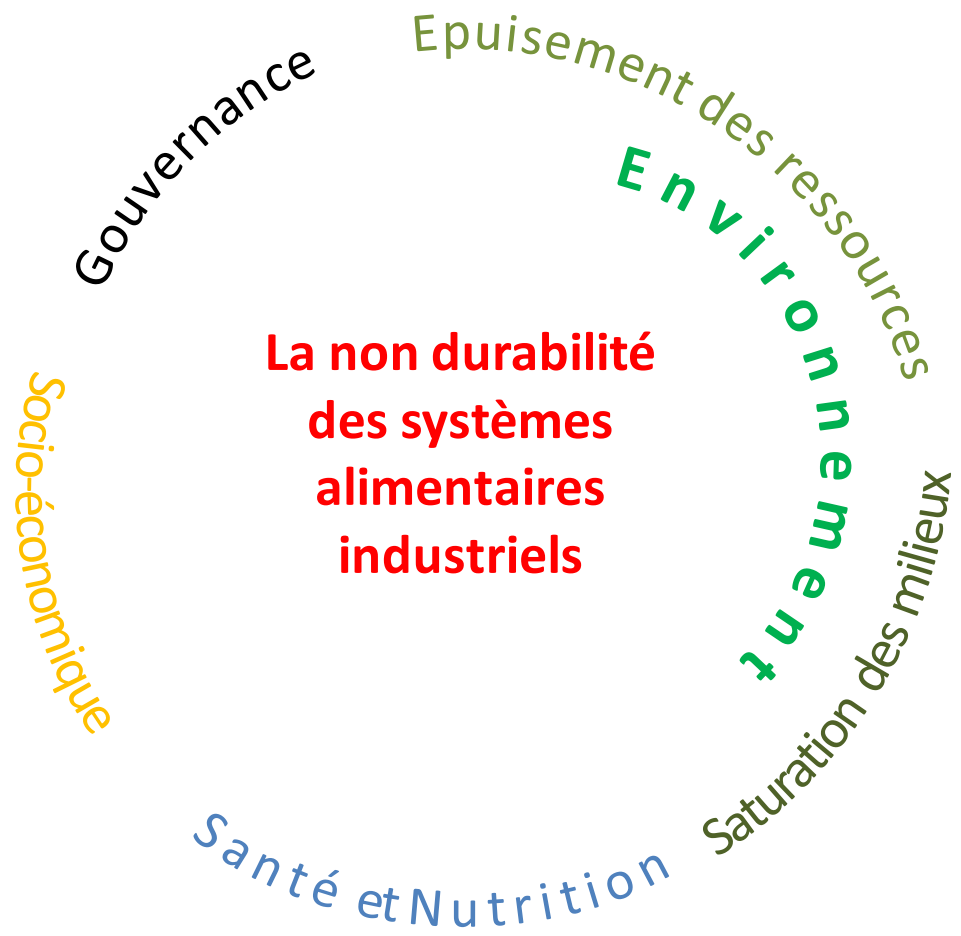 Epuisement des ressources
Gouvernance
Environnement
La non durabilité
des systèmes
alimentaires
industriels
Socio-économique
Saturation des milieux
Santé et Nutrition